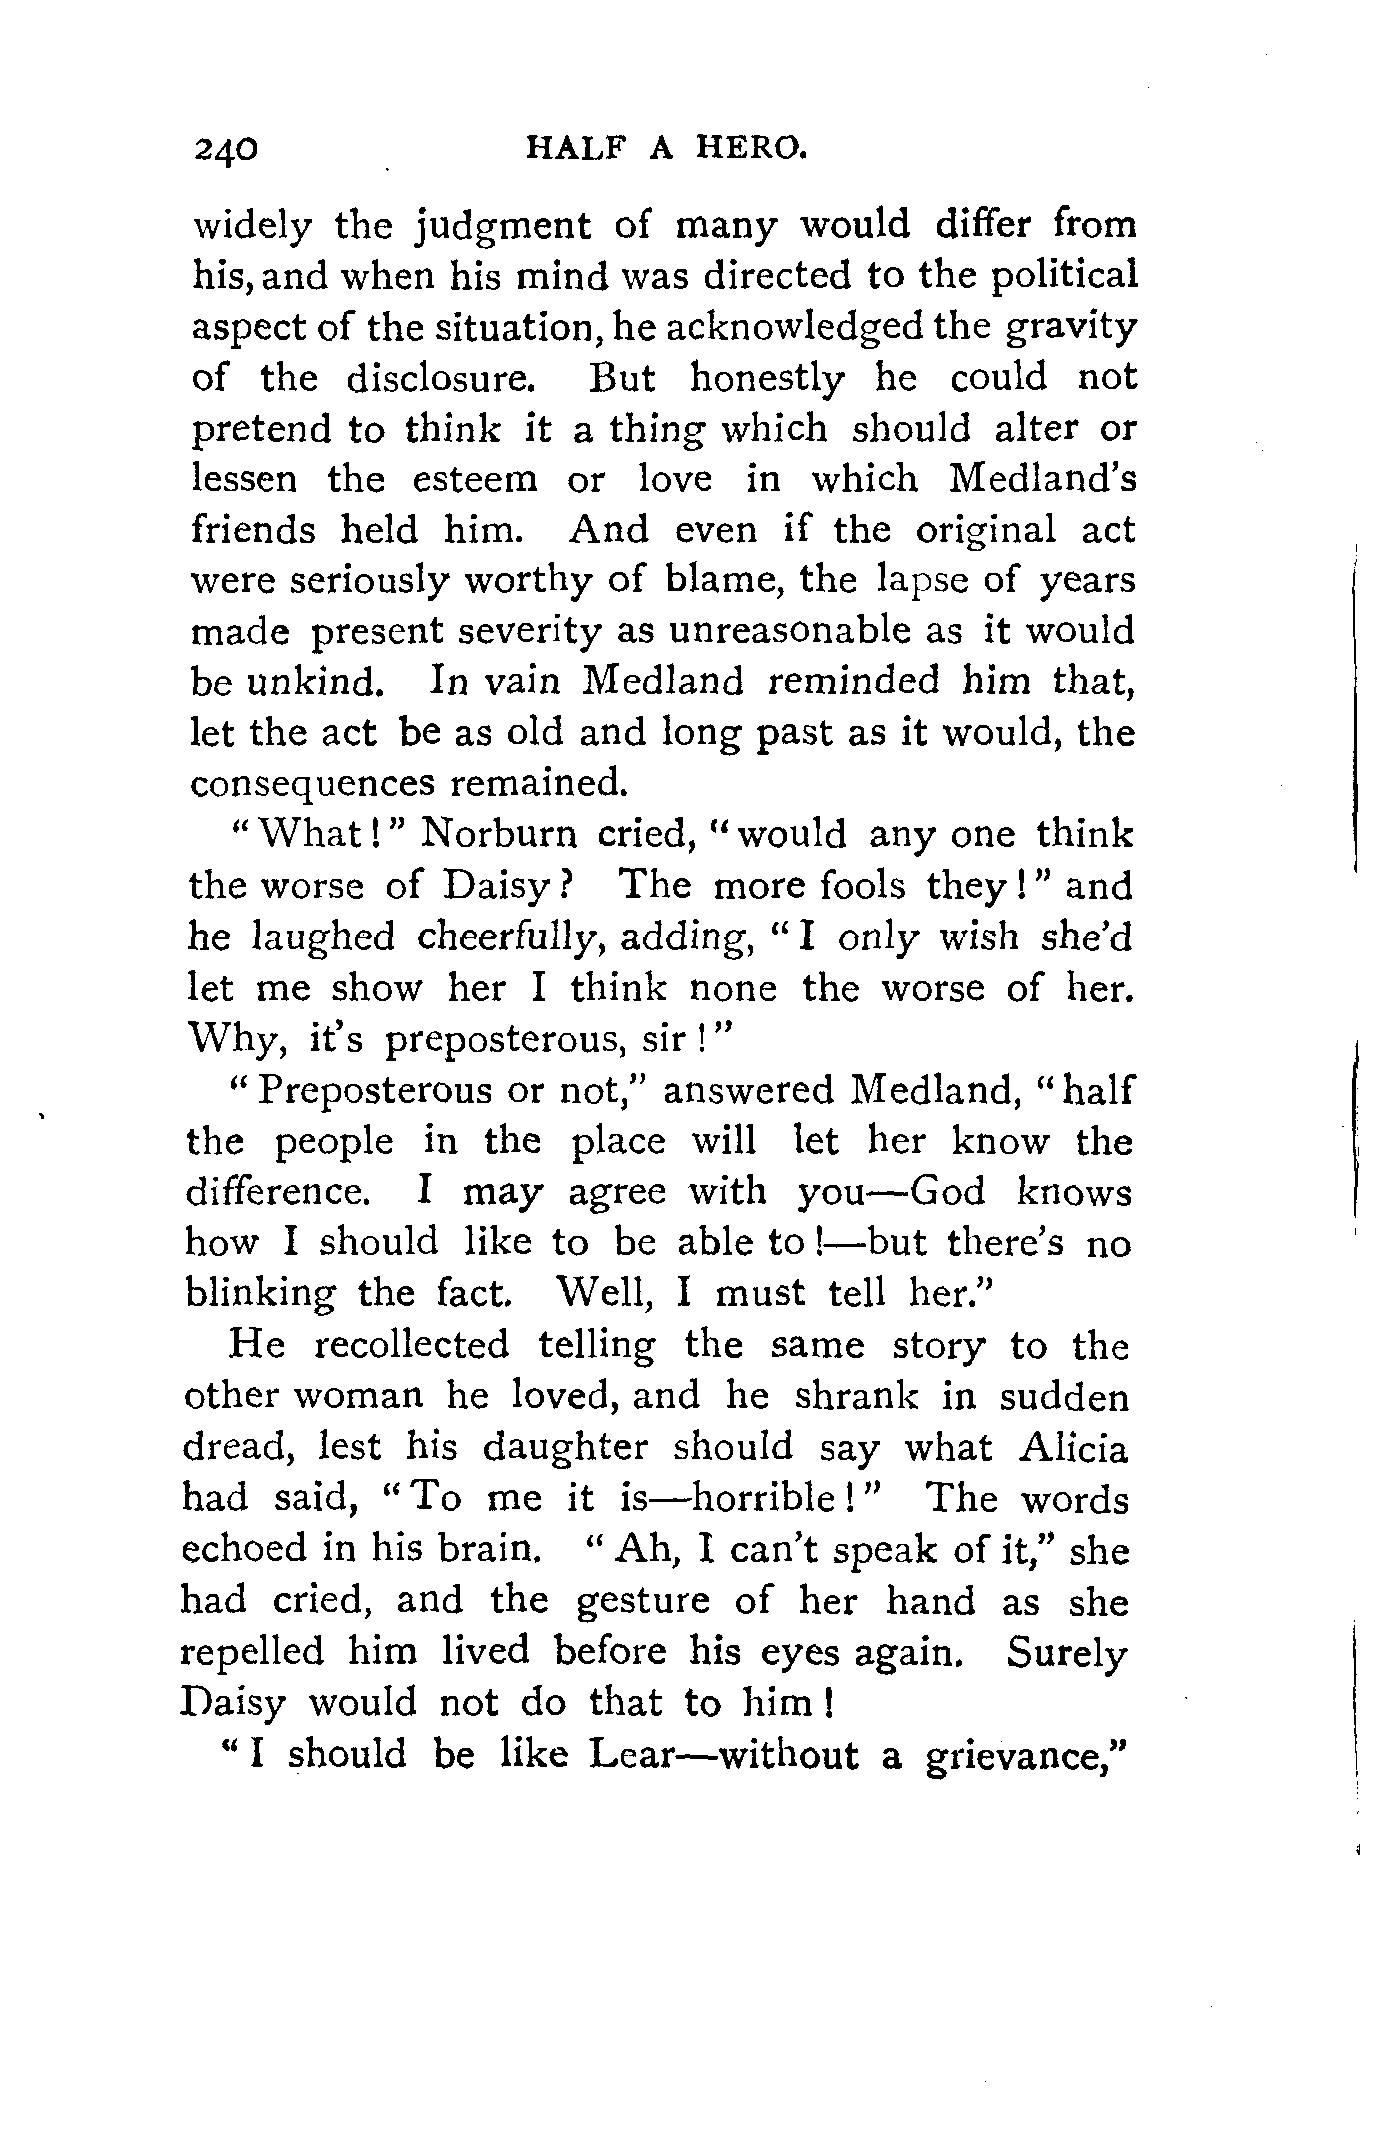 240 HALF A HERO.
widely the judgment of many would differ from
his, and when his mind was directed to the political
aspect of the situation, he acknowledged the gravity
of the disclosure. But honestly he could not
pretend to think it a thing which should alter or
lessen the esteem or love in which Medland's
friends held him. And even if the original act
were seriously worthy of blame, the lapse of years
made present severity as unreasonable as it would
be unkind. In vain Medland reminded him that,
let the act be as old and long past as it would, the
consequences remained.
"What!" Norburn cried, "would any one think
the worse of Daisy? The more fools they!" and
he laughed cheerfully, adding, "I only wish she'd
let me show her I think none the worse of her.
Why, it's preposterous, sir!"
"Preposterous or not," answered Medland, "half
the people in the place will let her know the
difference. I may agree with you—God knows
how I should like to be able to!—but there's no
blinking the fact. Well, I must tell her."
He recollected telling the same story to the
other woman he loved, and he shrank in sudden
dread, lest his daughter should say what Alicia
had said, "To me it is—horrible!" The words
echoed in his brain. "Ah, I can't speak of it," she
had cried, and the gesture of her hand as she
repelled him lived before his eyes again. Surely
Daisy would not do that to him!
"I should be like Lear—without a grievance,"